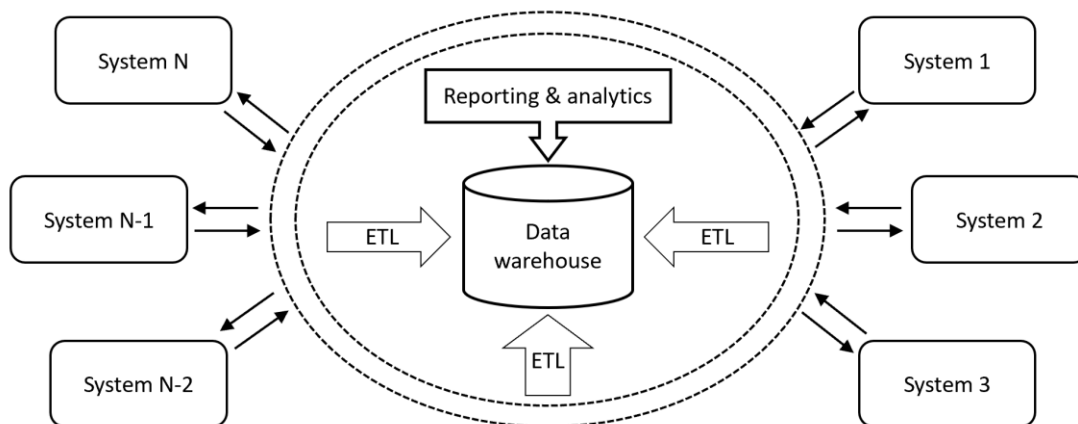 System N
System 1
Reporting & analytics
System N-1
ETL
Data
warehouse
ETL
System 2
System N-2
ETL
System 3